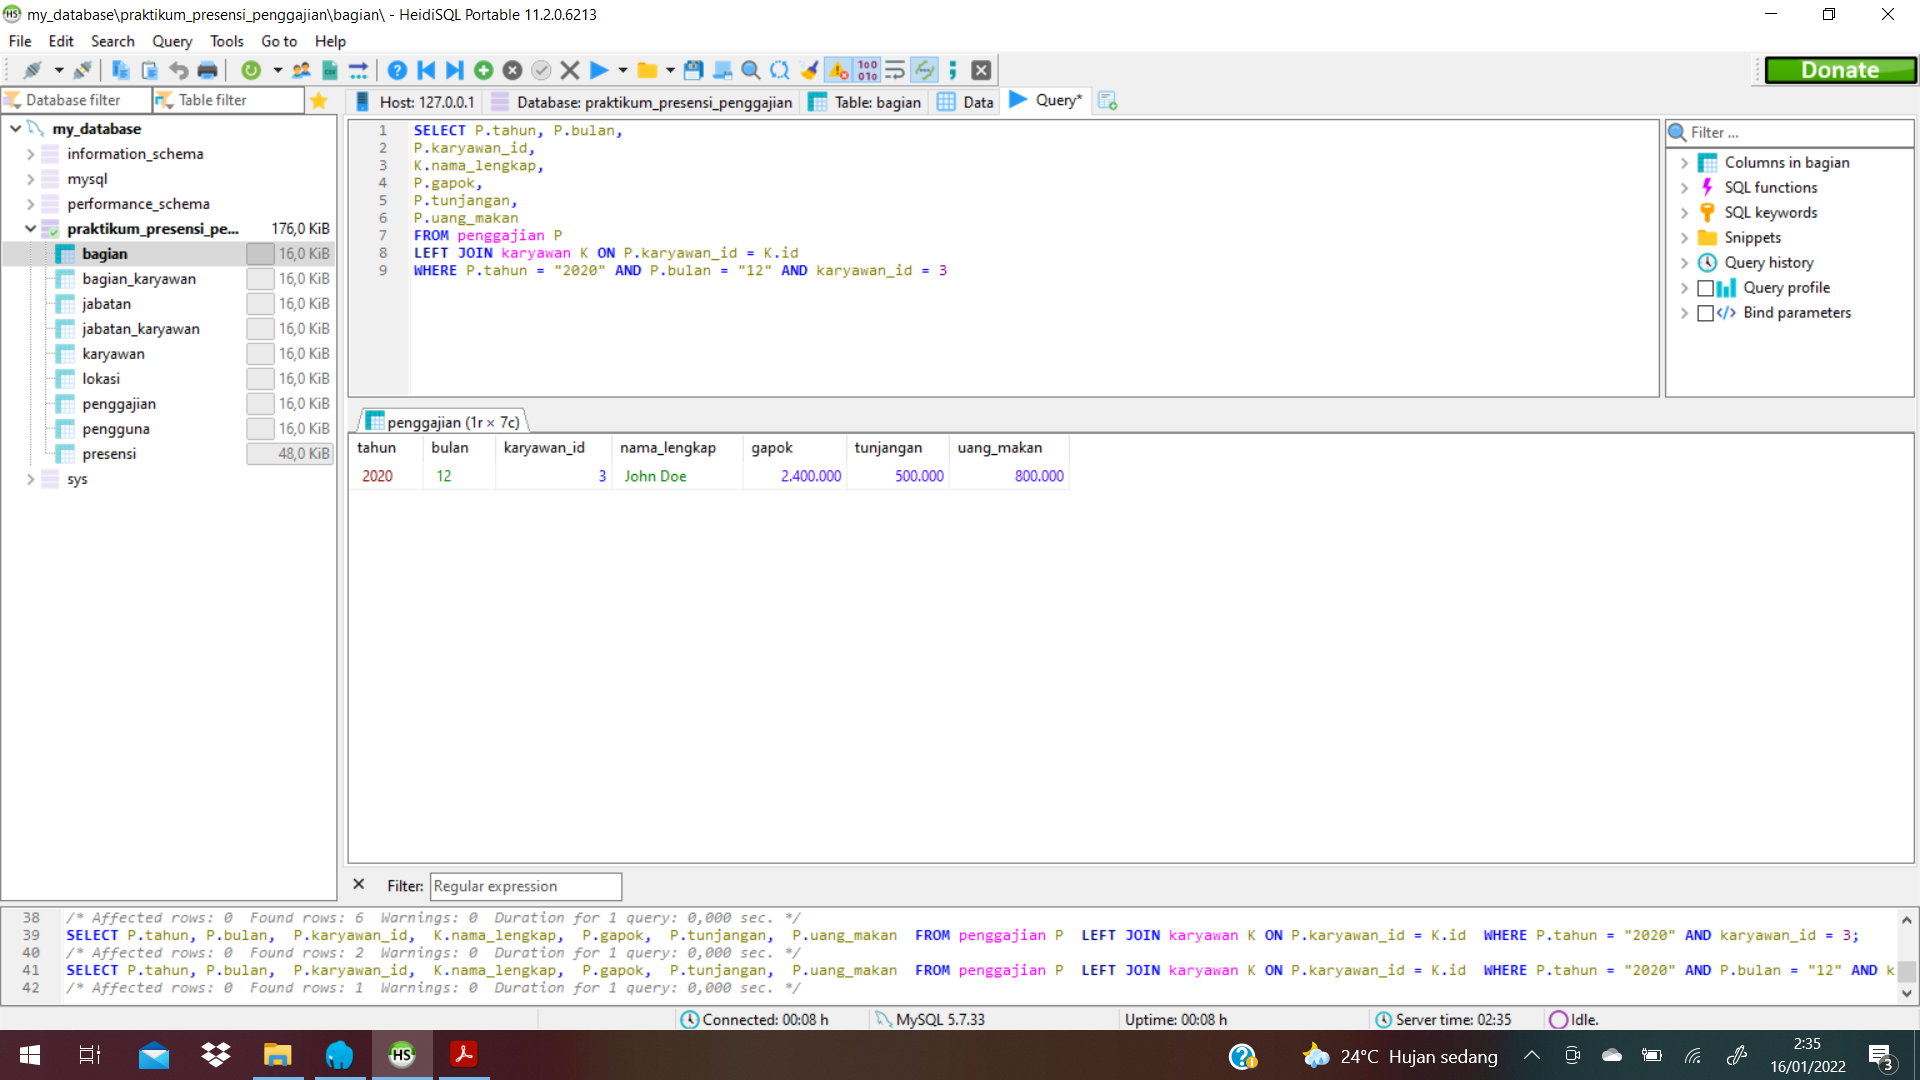 my_database\praktikum_presensi_penggajian\bagian\ - HeidiSQL Portable 11.2.0.6213
File Edit Search Query Tools Go to Help
Donate
Database filter Table filter
Host: 127.0.0.1 Database: praktikum_presensi_penggajian Table: bagian Data Query*
my_database
information_schema
mysql
performance_schema
praktikum_presensi_pe... 176,0 KiB
bagian 16,0 KiB
bagian_karyawan 16,0 KiB
jabatan 16,0 KiB
jabatan_karyawan 16,0 KiB
karyawan 16,0 KiB
lokasi 16,0 KiB
penggajian 16,0 KiB
pengguna 16,0 KiB
presensi 48,0 KiB
sys
1 SELECT P.tahun, P.bulan,
2 P.karyawan_id,
3 K.nama_lengkap,
4 P.gapok,
5 P.tunjangan,
6 P.uang_makan
7 FROM penggajian P
8 LEFT JOIN karyawan K ON P.karyawan_id = K.id
9 WHERE P.tahun = "2020" AND P.bulan = "12" AND karyawan_id = 3
Filter ...
Columns in bagian
SQL functions
SQL keywords
Snippets
Query history
Query profile
Bind parameters
penggajian (1r × 7c)
tahun bulan karyawan_id nama_lengkap gapok tunjangan uang_makan
2020 12 3 John Doe 2.400.000 500.000 800.000
Filter: Regular expression
38 /* Affected rows: 0 Found rows: 6 Warnings: 0 Duration for 1 query: 0,000 sec. */
39 SELECT P.tahun, P.bulan, P.karyawan_id, K.nama_lengkap, P.gapok, P.tunjangan, P.uang_makan FROM penggajian P LEFT JOIN karyawan K ON P.karyawan_id = K.id WHERE P.tahun = "2020" AND karyawan_id = 3;
40 /* Affected rows: 0 Found rows: 2 Warnings: 0 Duration for 1 query: 0,000 sec. */
41 SELECT P.tahun, P.bulan, P.karyawan_id, K.nama_lengkap, P.gapok, P.tunjangan, P.uang_makan FROM penggajian P LEFT JOIN karyawan K ON P.karyawan_id = K.id WHERE P.tahun = "2020" AND P.bulan = "12" AND k
42 /* Affected rows: 0 Found rows: 1 Warnings: 0 Duration for 1 query: 0,000 sec. */
Connected: 00:08 h MySQL 5.7.33 Uptime: 00:08 h Server time: 02:35 Idle.
HS 24°C Hujan sedang 2:35
16/01/2022 3